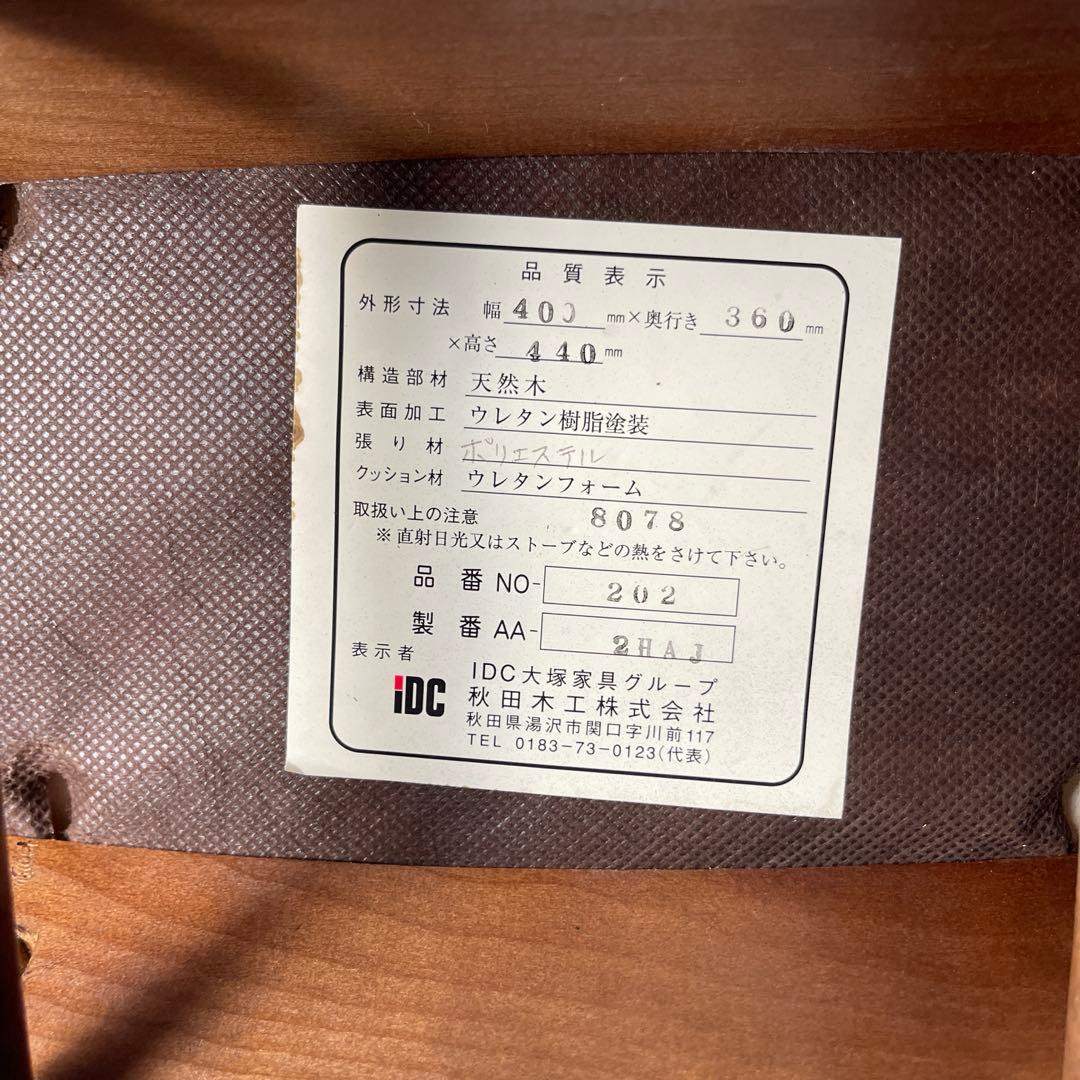 品質表示
外形寸法 幅 400 mm×奥行き 360 mm
×高さ 440 mm
構造部材 天然木
表面加工 ウレタン樹脂塗装
張り材 ポリエステル
クッション材 ウレタンフォーム
取扱い上の注意 8078
※直射日光又はストーブなどの熱をさけて下さい。
品番 NO- 202
製番 AA- 2HAJ
表示者
iDC IDC大塚家具グループ
秋田木工株式会社
秋田県湯沢市関口字川前117
TEL 0183-73-0123(代表)